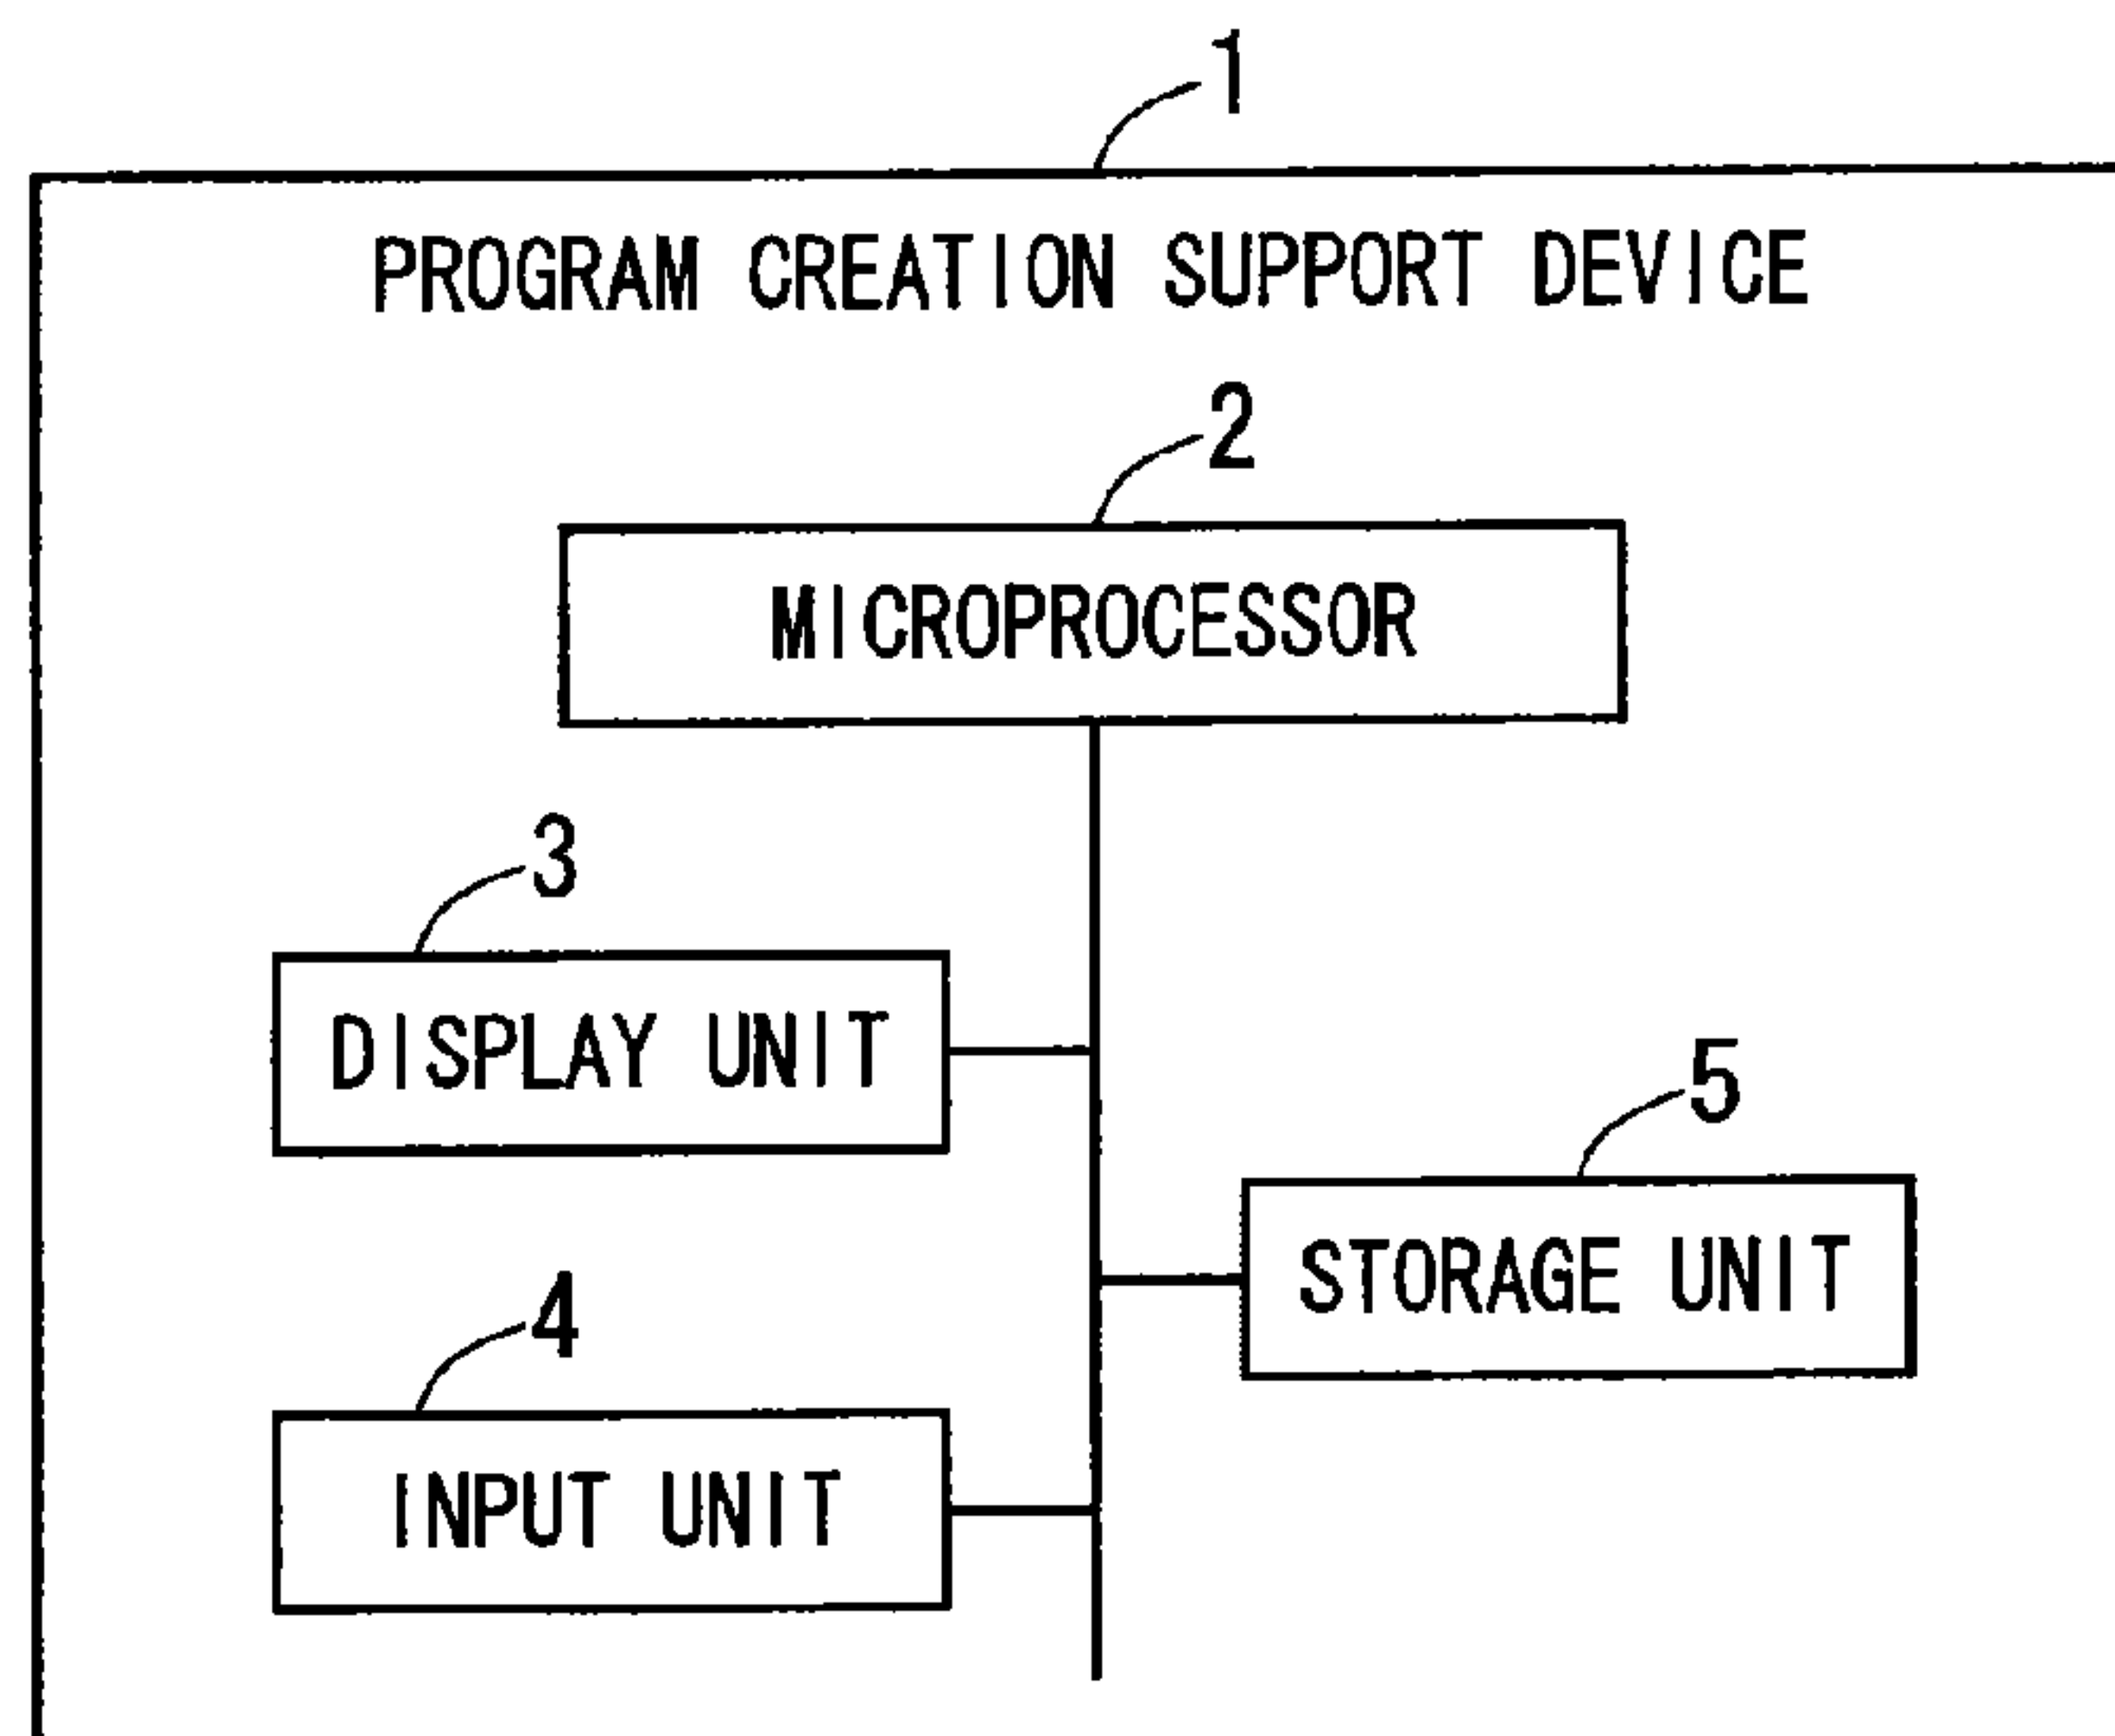 1
PROGRAM CREATION SUPPORT DEVICE
2
MICROPROCESSOR
3
DISPLAY UNIT
5
STORAGE UNIT
4
INPUT UNIT